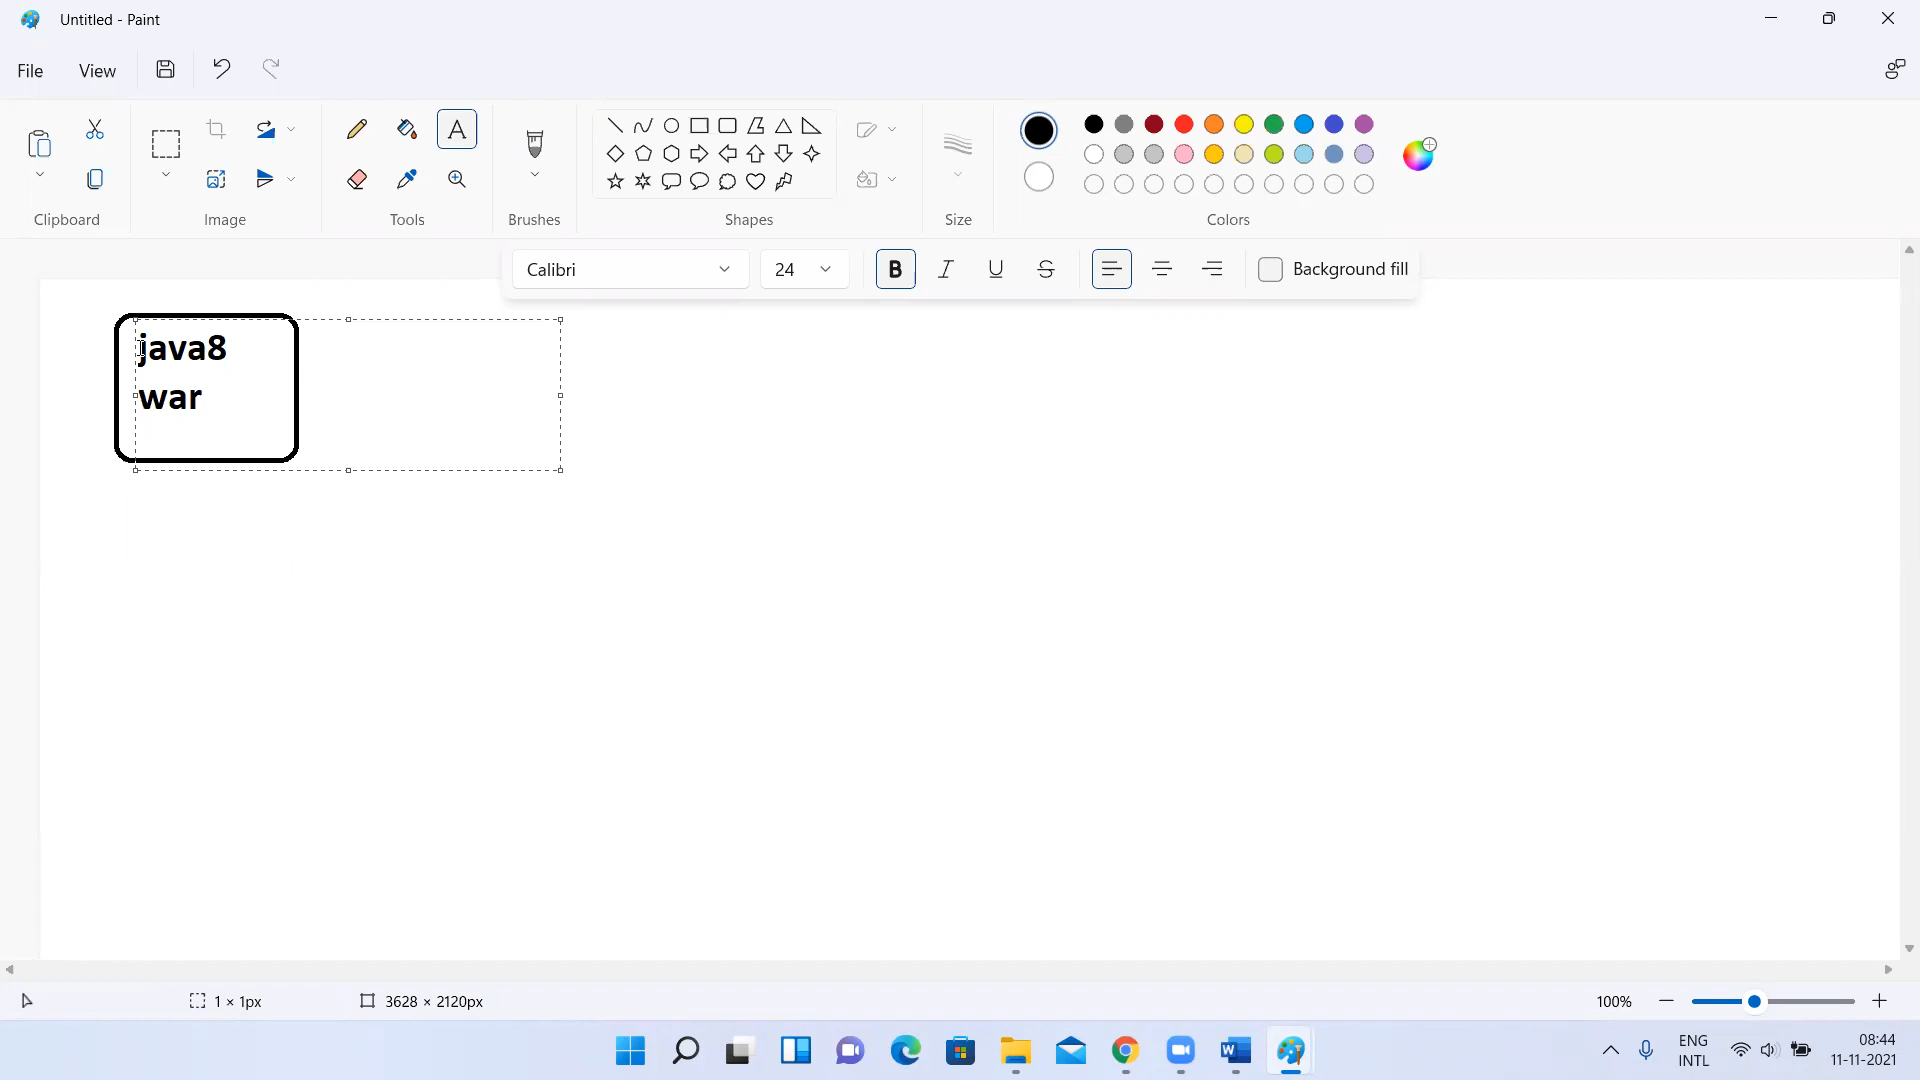 Untitled - Paint
File View
Clipboard
Image
Tools
Brushes
Shapes
Size
Colors
Calibri 24 B Background fill
java8
war
1 × 1px
3628 × 2120px
100%
ENG
INTL
08:44
11-11-2021